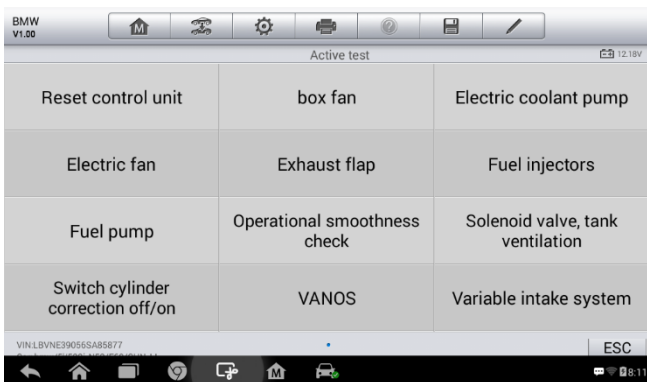 BMW
V1.00
Active test
12.18V
Reset control unit
box fan
Electric coolant pump
Electric fan
Exhaust flap
Fuel injectors
Fuel pump
Operational smoothness
check
Solenoid valve, tank
ventilation
Switch cylinder
correction off/on
VANOS
Variable intake system
VIN:LBVNE39056SA85877
ESC
8:11